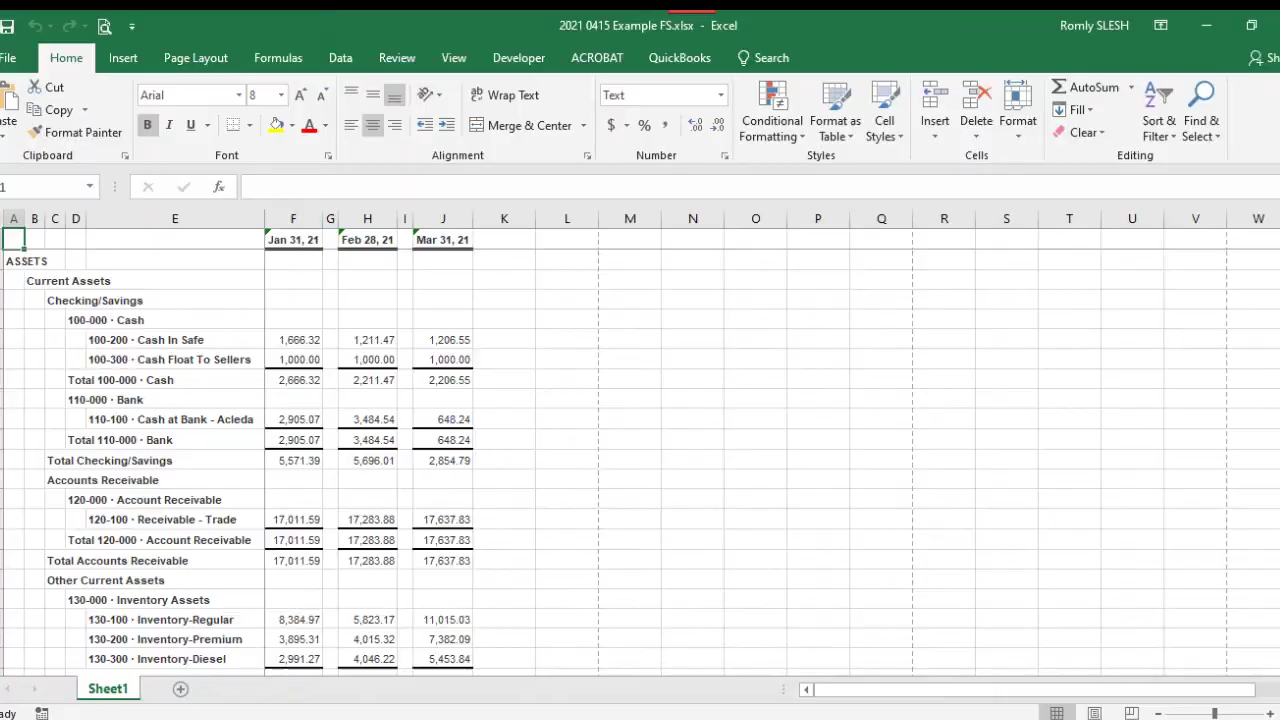 2021 0415 Example FS.xlsx - Excel
Romly SLESH
File Home Insert Page Layout Formulas Data Review View Developer ACROBAT QuickBooks Search
Cut
Copy
Format Painter
Clipboard
Arial 8
B I U
Font
Wrap Text
Merge & Center
Alignment
Text
$ % ,
Number
Conditional Formatting
Format as Table
Cell Styles
Styles
Insert Delete Format
Cells
AutoSum
Fill
Clear
Sort & Filter
Find & Select
Editing
fx
A B C D E F G H I J K L M N O P Q R S T U V W
Jan 31, 21 Feb 28, 21 Mar 31, 21
ASSETS
Current Assets
Checking/Savings
100-000 · Cash
100-200 · Cash In Safe 1,666.32 1,211.47 1,206.55
100-300 · Cash Float To Sellers 1,000.00 1,000.00 1,000.00
Total 100-000 · Cash 2,666.32 2,211.47 2,206.55
110-000 · Bank
110-100 · Cash at Bank - Acleda 2,905.07 3,484.54 648.24
Total 110-000 · Bank 2,905.07 3,484.54 648.24
Total Checking/Savings 5,571.39 5,696.01 2,854.79
Accounts Receivable
120-000 · Account Receivable
120-100 · Receivable - Trade 17,011.59 17,283.88 17,637.83
Total 120-000 · Account Receivable 17,011.59 17,283.88 17,637.83
Total Accounts Receivable 17,011.59 17,283.88 17,637.83
Other Current Assets
130-000 · Inventory Assets
130-100 · Inventory-Regular 8,384.97 5,823.17 11,015.03
130-200 · Inventory-Premium 3,895.31 4,015.32 7,382.09
130-300 · Inventory-Diesel 2,991.27 4,046.22 5,453.84
Sheet1